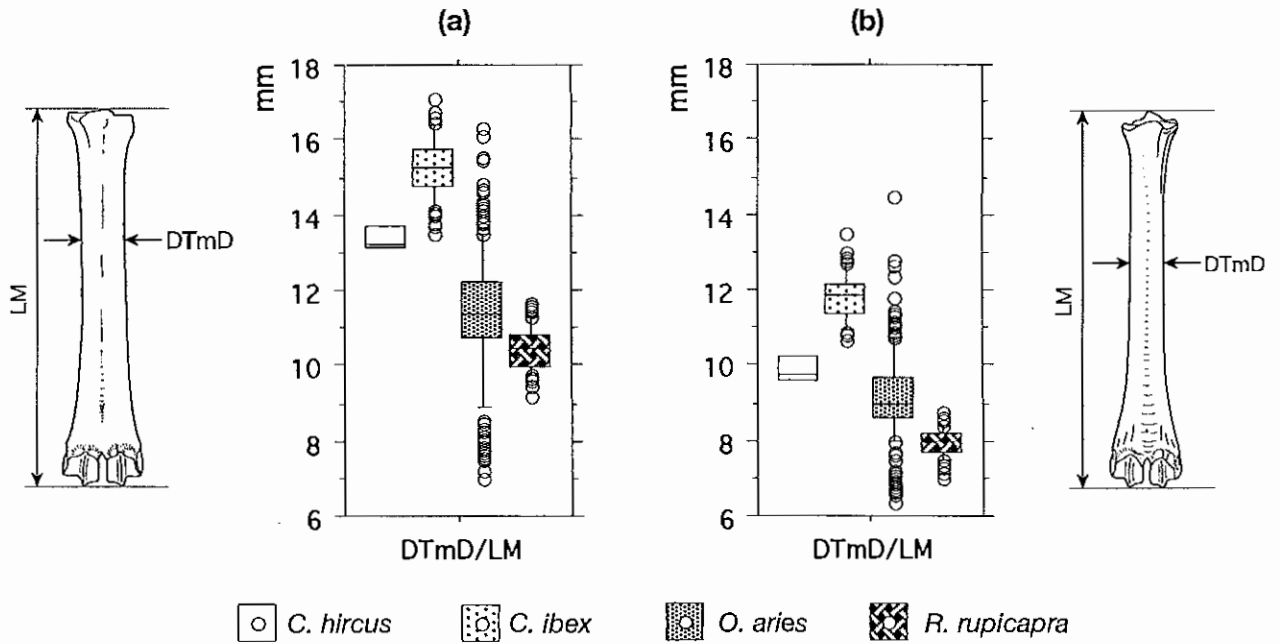 (a)
mm
18
16
14
12
10
8
6
LM
DTmD
DTmD/LM
(b)
mm
18
16
14
12
10
8
6
DTmD/LM
LM
DTmD
C. hircus
C. ibex
O. aries
R. rupicapra